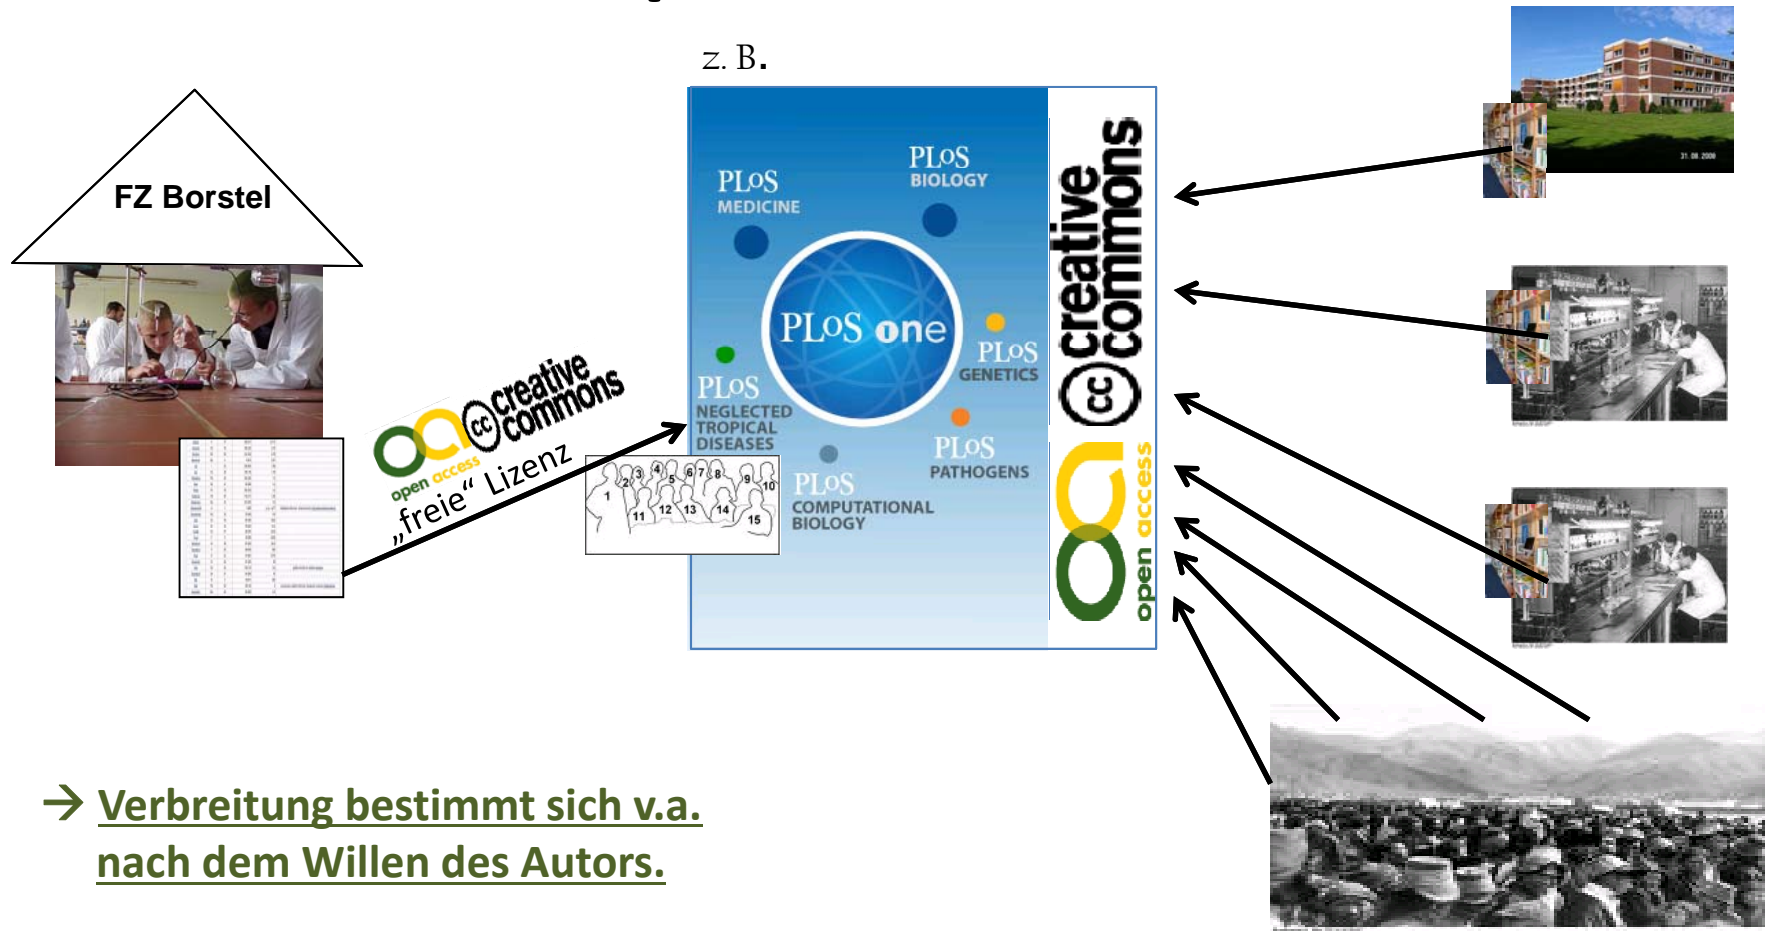 z. B.
FZ Borstel
open access
cc creative
commons
„freie“ Lizenz
PLoS
MEDICINE
PLoS
BIOLOGY
PLoS one
PLoS
GENETICS
PLoS
NEGLECTED
TROPICAL
DISEASES
PLoS
PATHOGENS
PLoS
COMPUTATIONAL
BIOLOGY
1 2 3 4 5 6 7 8 9 10
11 12 13 14 15
cc creative
commons
open access
31. 08. 2008
→ Verbreitung bestimmt sich v.a.
nach dem Willen des Autors.